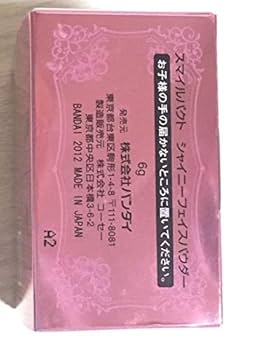 スマイルパクト シャイニーフェイスパウダー
お子様の手の届かないところに置いてください。
6g
発売元 株式会社バンダイ
東京都台東区駒形1-4-8 〒111-8081
製造販売元 株式会社 コーセー
東京都中央区日本橋3-6-2
BANDAI 2012 MADE IN JAPAN
A2